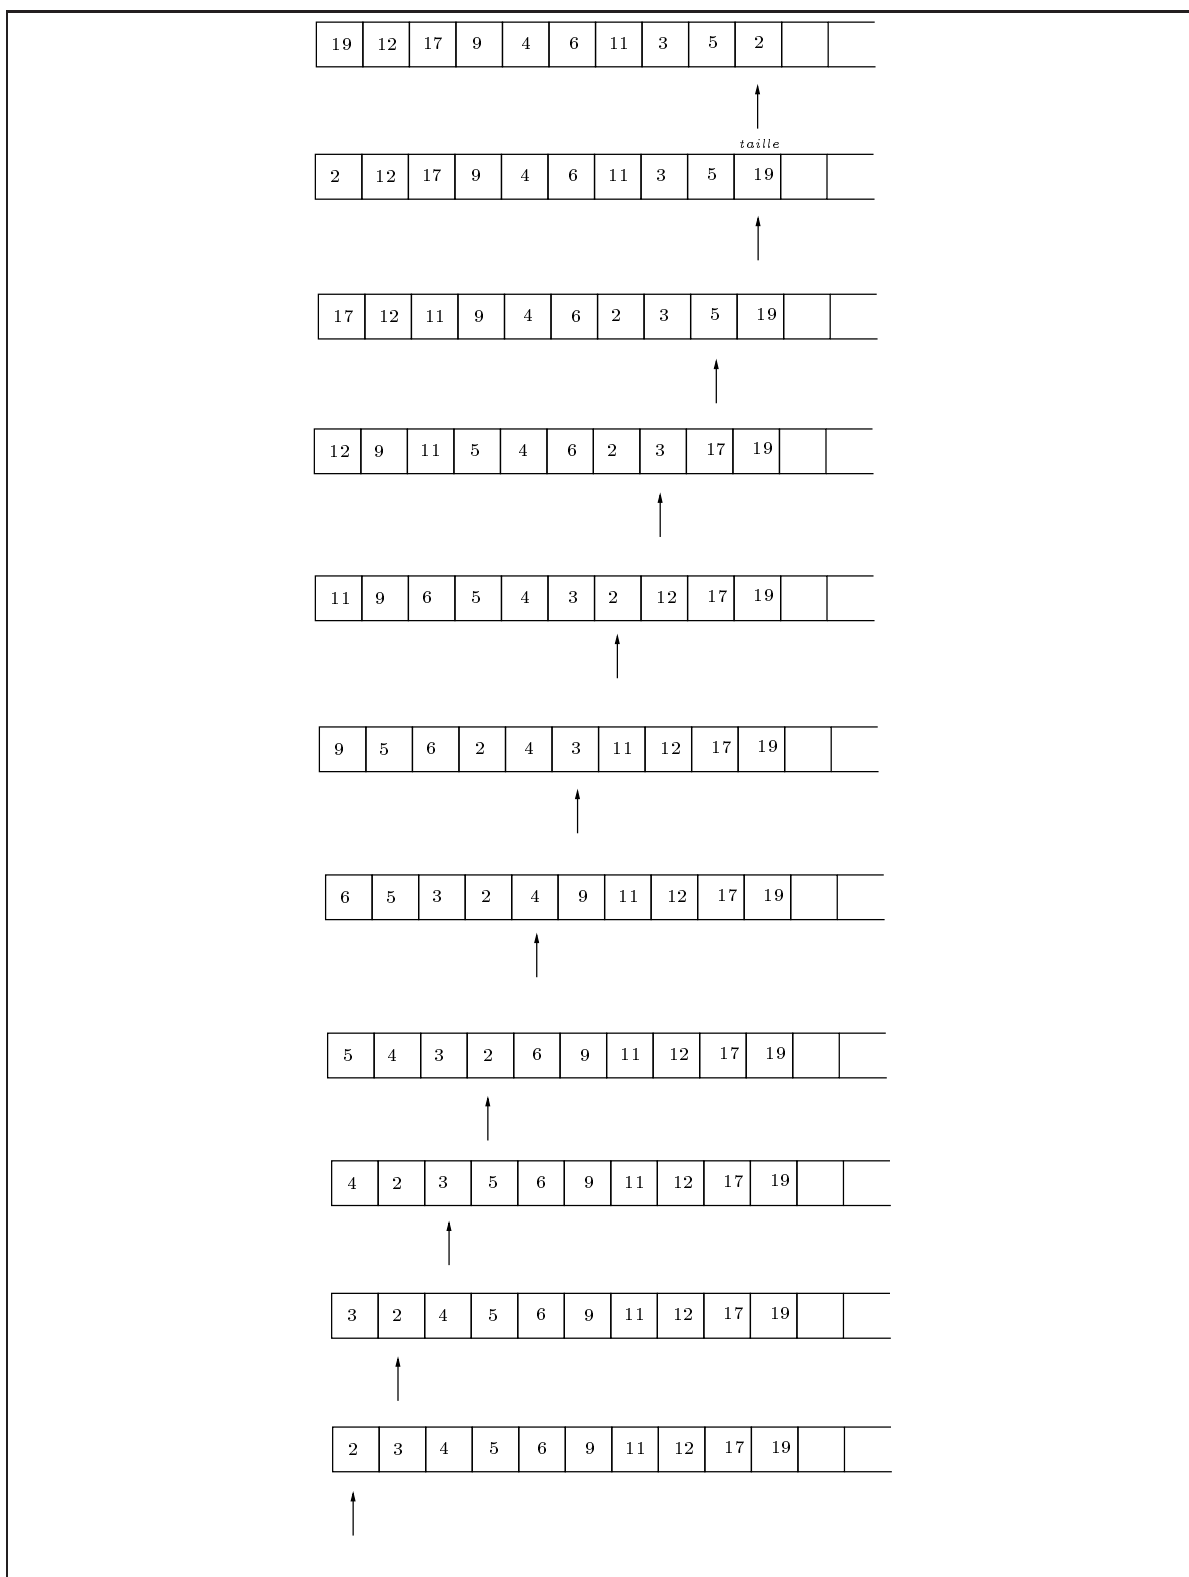 19 12 17 9 4 6 11 3 5 2
taille
2 12 17 9 4 6 11 3 5 19
17 12 11 9 4 6 2 3 5 19
12 9 11 5 4 6 2 3 17 19
11 9 6 5 4 3 2 12 17 19
9 5 6 2 4 3 11 12 17 19
6 5 3 2 4 9 11 12 17 19
5 4 3 2 6 9 11 12 17 19
4 2 3 5 6 9 11 12 17 19
3 2 4 5 6 9 11 12 17 19
2 3 4 5 6 9 11 12 17 19